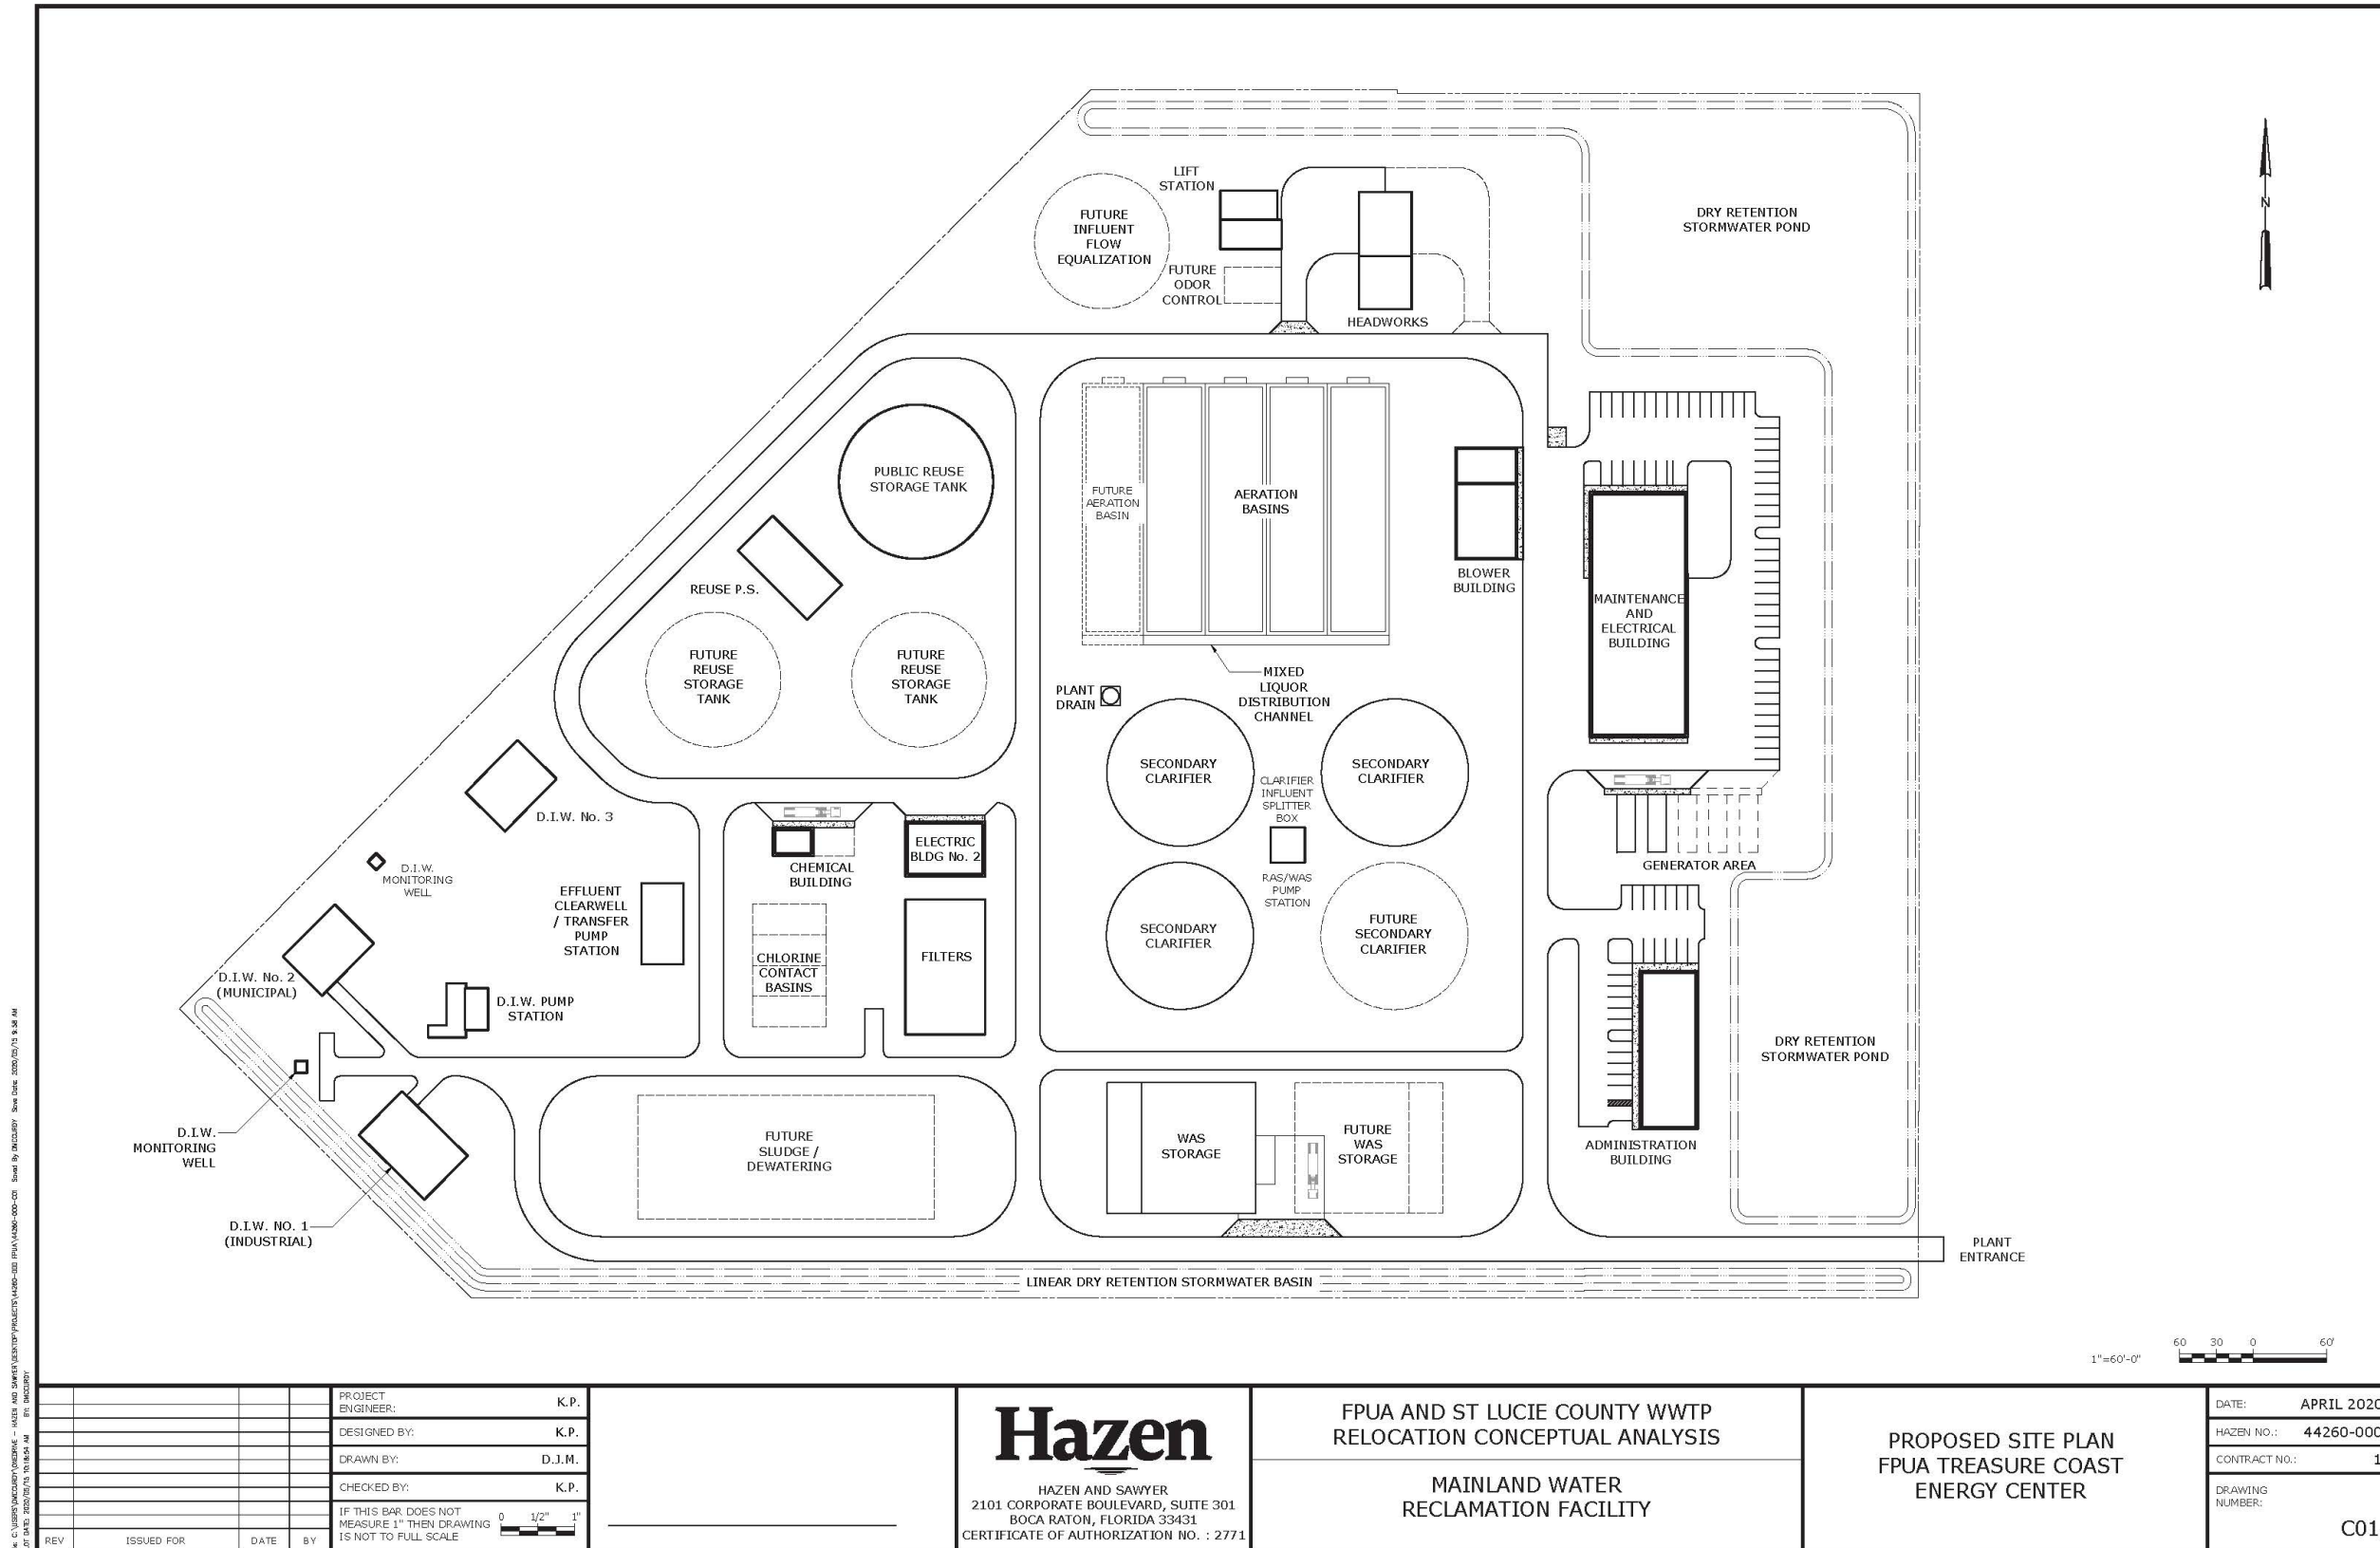 LIFT
STATION
FUTURE
INFLUENT
FLOW
EQUALIZATION
FUTURE
ODOR
CONTROL
HEADWORKS
DRY RETENTION
STORMWATER POND
N
PUBLIC REUSE
STORAGE TANK
REUSE P.S.
FUTURE
REUSE
STORAGE
TANK
FUTURE
REUSE
STORAGE
TANK
FUTURE
AERATION
BASIN
AERATION
BASINS
BLOWER
BUILDING
MAINTENANCE
AND
ELECTRICAL
BUILDING
MIXED
LIQUOR
DISTRIBUTION
CHANNEL
PLANT
DRAIN
SECONDARY
CLARIFIER
SECONDARY
CLARIFIER
CLARIFIER
INFLUENT
SPLITTER
BOX
RAS/WAS
PUMP
STATION
SECONDARY
CLARIFIER
FUTURE
SECONDARY
CLARIFIER
GENERATOR AREA
D.I.W. No. 3
D.I.W.
MONITORING
WELL
EFFLUENT
CLEARWELL
/ TRANSFER
PUMP
STATION
CHEMICAL
BUILDING
ELECTRIC
BLDG No. 2
CHLORINE
CONTACT
BASINS
FILTERS
D.I.W. No. 2
(MUNICIPAL)
D.I.W. PUMP
STATION
D.I.W.
MONITORING
WELL
D.I.W. NO. 1
(INDUSTRIAL)
FUTURE
SLUDGE /
DEWATERING
WAS
STORAGE
FUTURE
WAS
STORAGE
ADMINISTRATION
BUILDING
DRY RETENTION
STORMWATER POND
PLANT
ENTRANCE
LINEAR DRY RETENTION STORMWATER BASIN
1"=60'-0"
60 30 0 60'
REV ISSUED FOR DATE BY
PROJECT
ENGINEER: K.P.
DESIGNED BY: K.P.
DRAWN BY: D.J.M.
CHECKED BY: K.P.
IF THIS BAR DOES NOT
MEASURE 1" THEN DRAWING
IS NOT TO FULL SCALE
0 1/2" 1"
Hazen
HAZEN AND SAWYER
2101 CORPORATE BOULEVARD, SUITE 301
BOCA RATON, FLORIDA 33431
CERTIFICATE OF AUTHORIZATION NO. : 2771
FPUA AND ST LUCIE COUNTY WWTP
RELOCATION CONCEPTUAL ANALYSIS
MAINLAND WATER
RECLAMATION FACILITY
PROPOSED SITE PLAN
FPUA TREASURE COAST
ENERGY CENTER
DATE: APRIL 2020
HAZEN NO.: 44260-000
CONTRACT NO.: 1
DRAWING
NUMBER:
C01